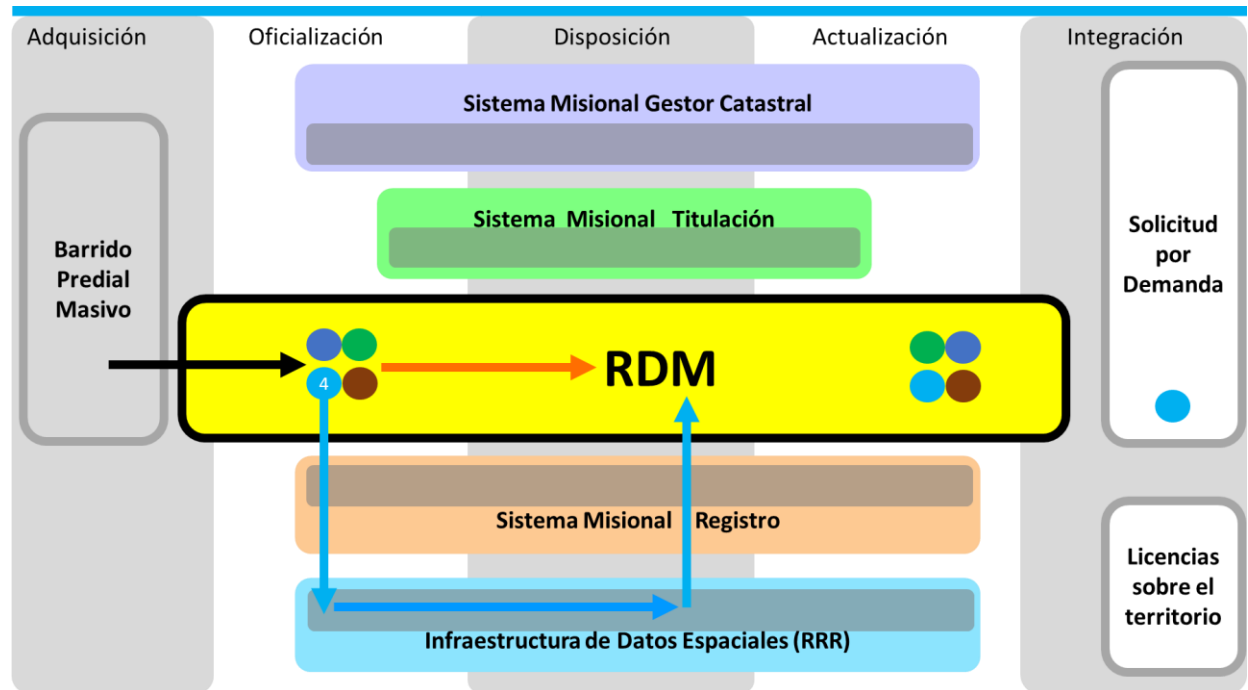 Adquisición
Oficialización
Disposición
Actualización
Integración
Sistema Misional Gestor Catastral
Sistema Misional Titulación
Barrido
Predial
Masivo
Solicitud
por
Demanda
4
RDM
Sistema Misional Registro
Licencias
sobre el
territorio
Infraestructura de Datos Espaciales (RRR)